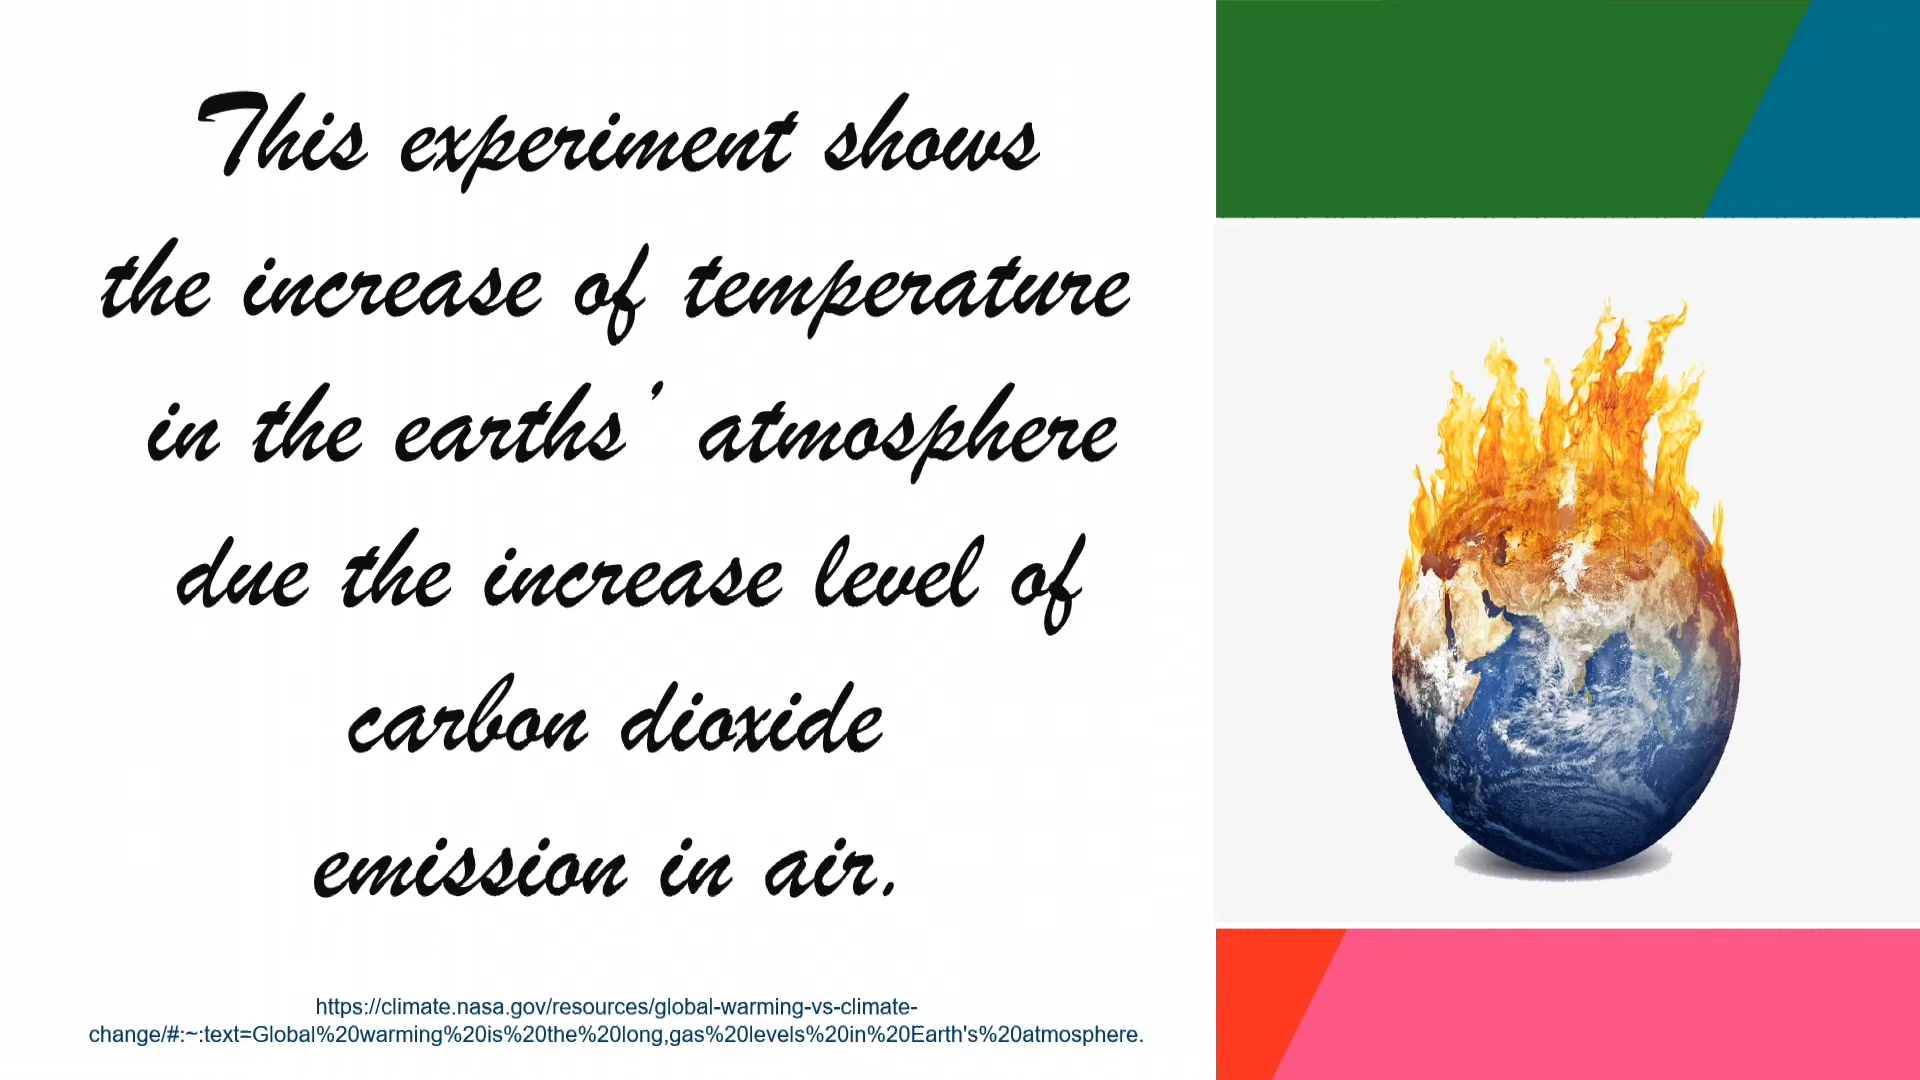 This experiment shows
the increase of temperature
in the earths' atmosphere
due the increase level of
carbon dioxide
emission in air.
https://climate.nasa.gov/resources/global-warming-vs-climate-
change/#:~:text=Global%20warming%20is%20the%20long,gas%20levels%20in%20Earth's%20atmosphere.